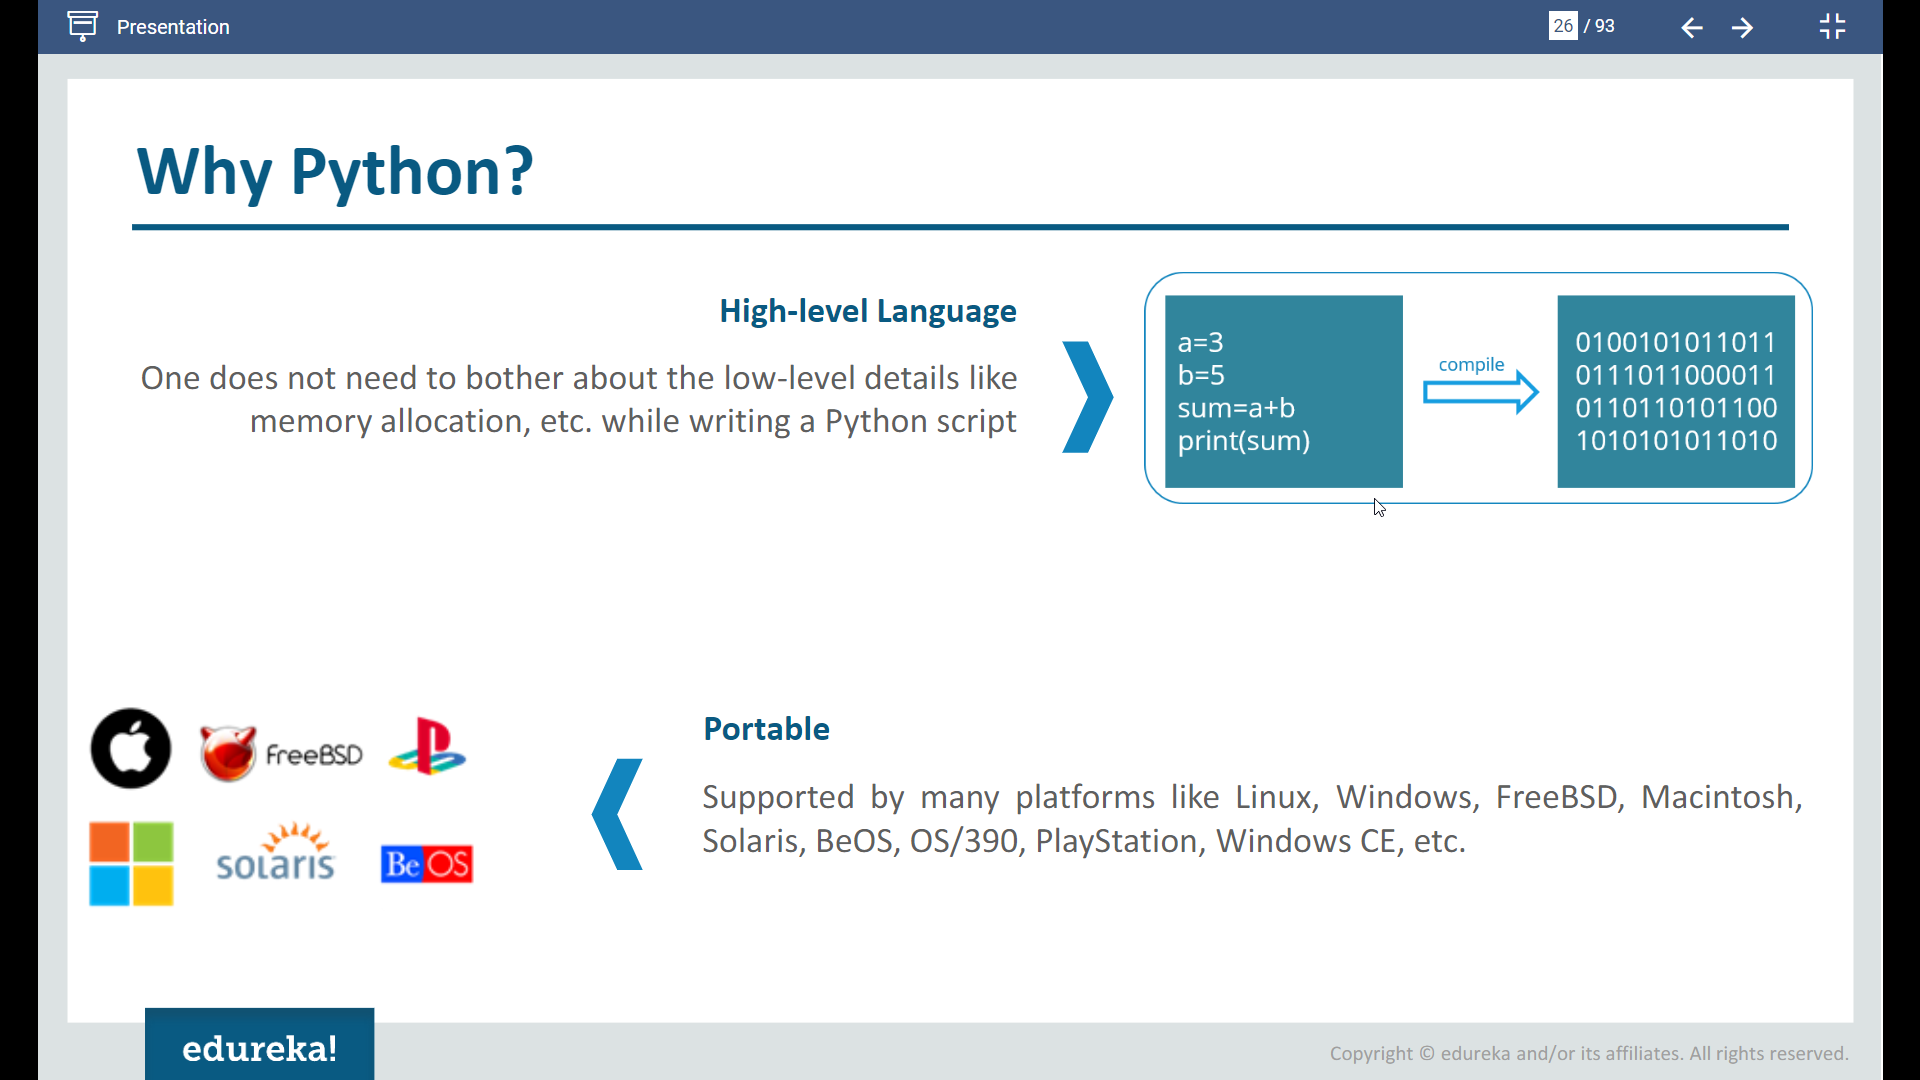 Presentation
26 / 93
Why Python?
High-level Language
One does not need to bother about the low-level details like
memory allocation, etc. while writing a Python script
a=3
b=5
sum=a+b
print(sum)
compile
0100101011011
0111011000011
0110110101100
1010101011010
FreeBSD
solaris
BeOS
Portable
Supported by many platforms like Linux, Windows, FreeBSD, Macintosh,
Solaris, BeOS, OS/390, PlayStation, Windows CE, etc.
edureka!
Copyright © edureka and/or its affiliates. All rights reserved.